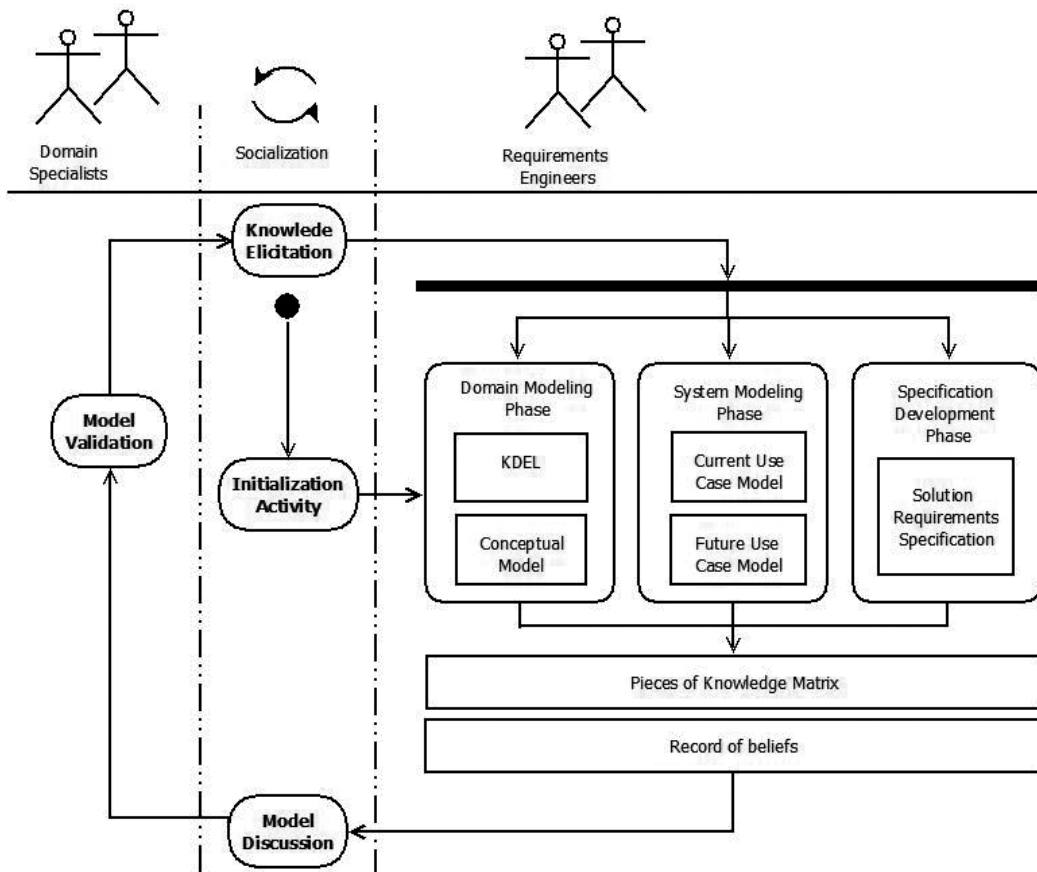 Domain
Specialists
Socialization
Requirements
Engineers
Knowlede
Elicitation
Model
Validation
Initialization
Activity
Domain Modeling
Phase
KDEL
Conceptual
Model
System Modeling
Phase
Current Use
Case Model
Future Use
Case Model
Specification
Development
Phase
Solution
Requirements
Specification
Pieces of Knowledge Matrix
Record of beliefs
Model
Discussion